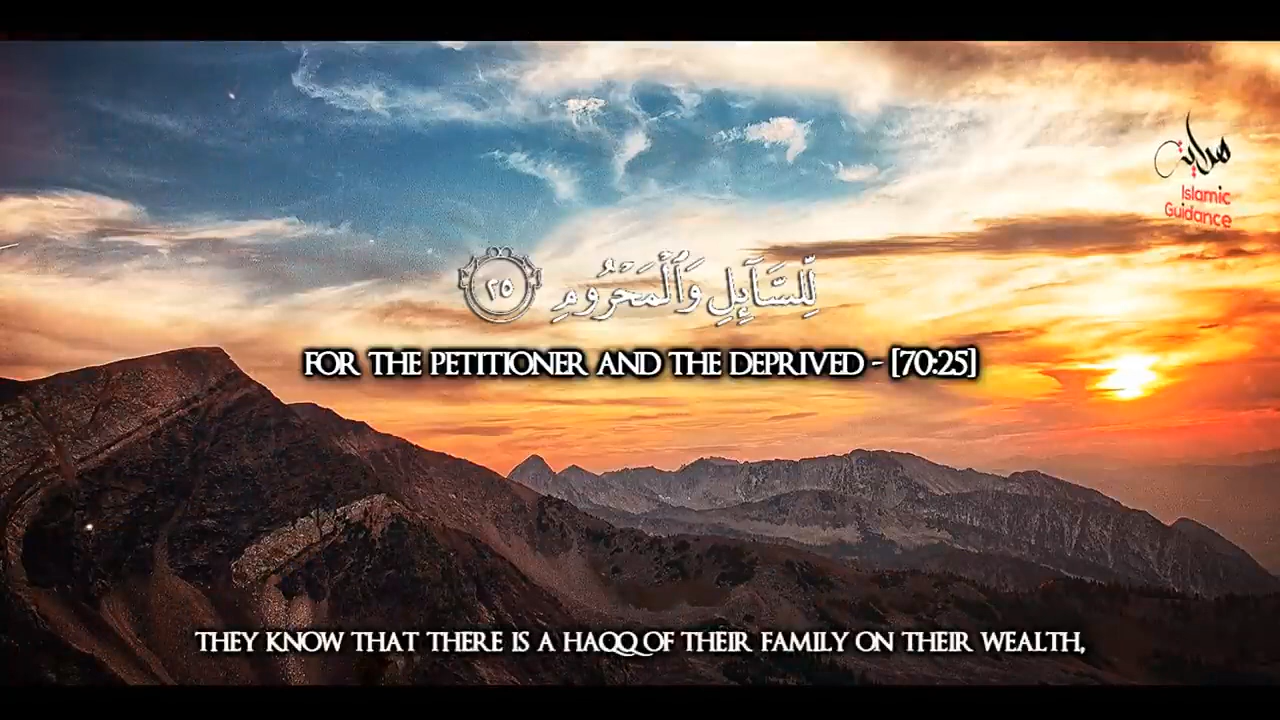 هداية
Islamic
Guidance
لِّلسَّآئِلِ وَٱلْمَحْرُومِ ٢٥
FOR THE PETITIONER AND THE DEPRIVED - [70:25]
THEY KNOW THAT THERE IS A HAQQ OF THEIR FAMILY ON THEIR WEALTH,